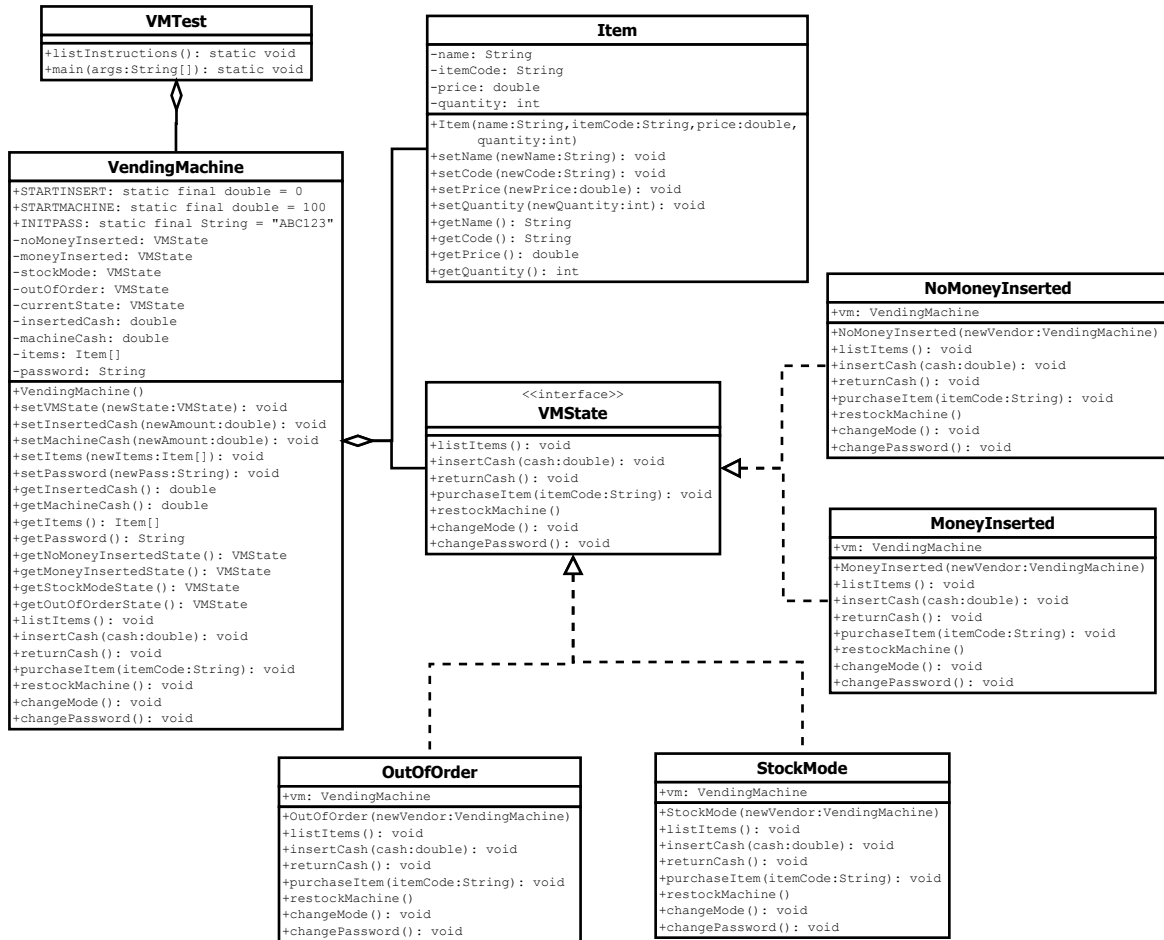 VMTest
+listInstructions(): static void
+main(args:String[]): static void
VendingMachine
+STARTINSERT: static final double = 0
+STARTMACHINE: static final double = 100
+INITPASS: static final String = "ABC123"
-noMoneyInserted: VMState
-moneyInserted: VMState
-stockMode: VMState
-outOfOrder: VMState
-currentState: VMState
-insertedCash: double
-machineCash: double
-items: Item[]
-password: String
+VendingMachine()
+setVMState(newState:VMState): void
+setInsertedCash(newAmount:double): void
+setMachineCash(newAmount:double): void
+setItems(newItems:Item[]): void
+setPassword(newPass:String): void
+getInsertedCash(): double
+getMachineCash(): double
+getItems(): Item[]
+getPassword(): String
+getNoMoneyInsertedState(): VMState
+getMoneyInsertedState(): VMState
+getStockModeState(): VMState
+getOutOfOrderState(): VMState
+listItems(): void
+insertCash(cash:double): void
+returnCash(): void
+purchaseItem(itemCode:String): void
+restockMachine(): void
+changeMode(): void
+changePassword(): void
Item
-name: String
-itemCode: String
-price: double
-quantity: int
+Item(name:String,itemCode:String,price:double,
quantity:int)
+setName(newName:String): void
+setCode(newCode:String): void
+setPrice(newPrice:double): void
+setQuantity(newQuantity:int): void
+getName(): String
+getCode(): String
+getPrice(): double
+getQuantity(): int
<<interface>>
VMState
+listItems(): void
+insertCash(cash:double): void
+returnCash(): void
+purchaseItem(itemCode:String): void
+restockMachine()
+changeMode(): void
+changePassword(): void
NoMoneyInserted
+vm: VendingMachine
+NoMoneyInserted(newVendor:VendingMachine)
+listItems(): void
+insertCash(cash:double): void
+returnCash(): void
+purchaseItem(itemCode:String): void
+restockMachine()
+changeMode(): void
+changePassword(): void
MoneyInserted
+vm: VendingMachine
+MoneyInserted(newVendor:VendingMachine)
+listItems(): void
+insertCash(cash:double): void
+returnCash(): void
+purchaseItem(itemCode:String): void
+restockMachine()
+changeMode(): void
+changePassword(): void
OutOfOrder
+vm: VendingMachine
+OutOfOrder(newVendor:VendingMachine)
+listItems(): void
+insertCash(cash:double): void
+returnCash(): void
+purchaseItem(itemCode:String): void
+restockMachine()
+changeMode(): void
+changePassword(): void
StockMode
+vm: VendingMachine
+StockMode(newVendor:VendingMachine)
+listItems(): void
+insertCash(cash:double): void
+returnCash(): void
+purchaseItem(itemCode:String): void
+restockMachine()
+changeMode(): void
+changePassword(): void